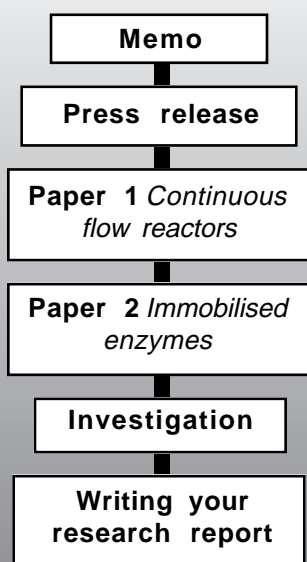 Memo
Press release
Paper 1 Continuous
flow reactors
Paper 2 Immobilised
enzymes
Investigation
Writing your
research report